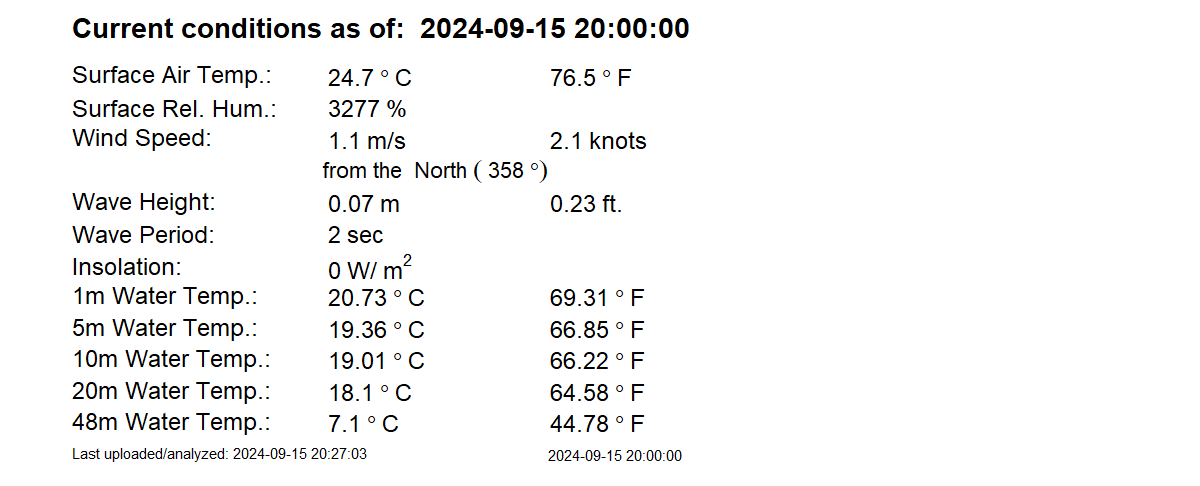 Current conditions as of: 2024-09-15 20:00:00
Surface Air Temp.: 24.7 ° C 76.5 ° F
Surface Rel. Hum.: 3277 %
Wind Speed: 1.1 m/s 2.1 knots
from the North ( 358 °)
Wave Height: 0.07 m 0.23 ft.
Wave Period: 2 sec
Insolation: 0 W/ m²
1m Water Temp.: 20.73 ° C 69.31 ° F
5m Water Temp.: 19.36 ° C 66.85 ° F
10m Water Temp.: 19.01 ° C 66.22 ° F
20m Water Temp.: 18.1 ° C 64.58 ° F
48m Water Temp.: 7.1 ° C 44.78 ° F
Last uploaded/analyzed: 2024-09-15 20:27:03 2024-09-15 20:00:00